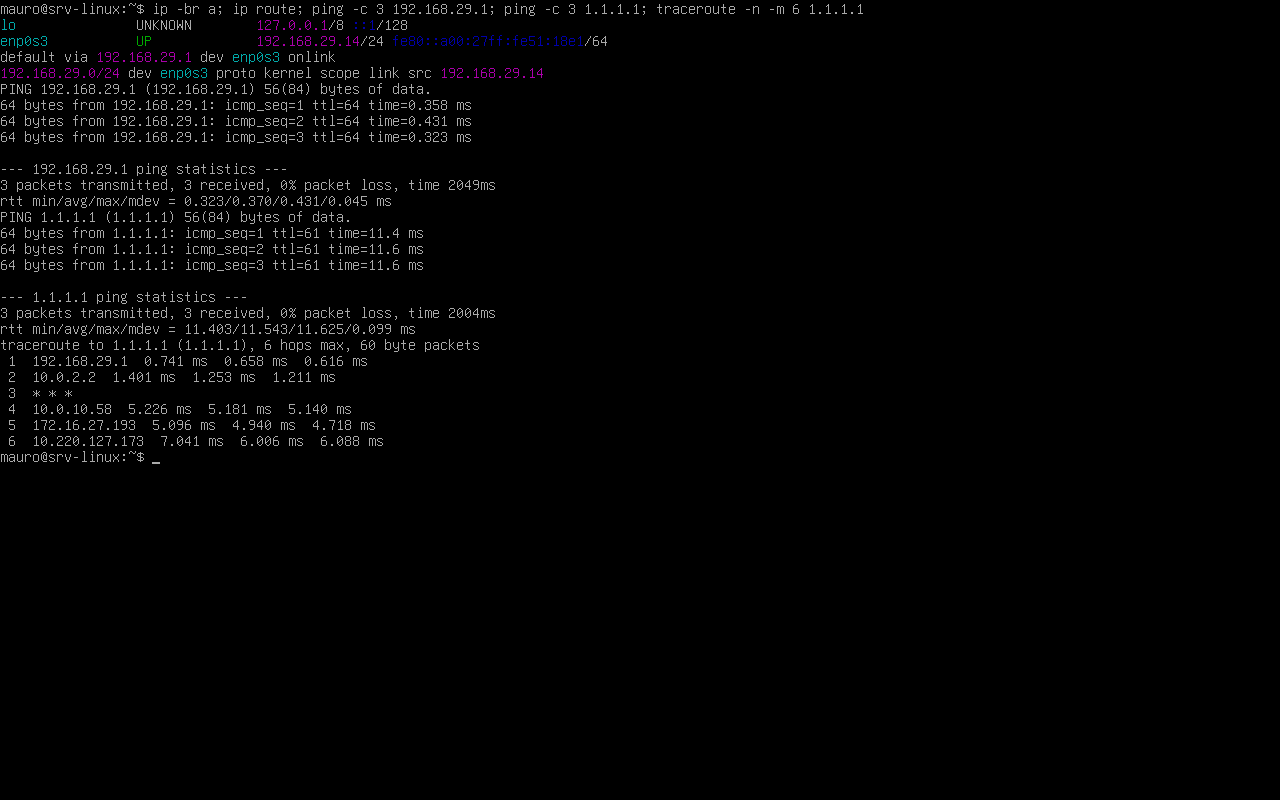 mauro@srv-linux:~$ ip -br a; ip route; ping -c 3 192.168.29.1; ping -c 3 1.1.1.1; traceroute -n -m 6 1.1.1.1
lo               UNKNOWN        127.0.0.1/8 ::1/128
enp0s3           UP             192.168.29.14/24 fe80::a00:27ff:fe51:18e1/64
default via 192.168.29.1 dev enp0s3 onlink
192.168.29.0/24 dev enp0s3 proto kernel scope link src 192.168.29.14
PING 192.168.29.1 (192.168.29.1) 56(84) bytes of data.
64 bytes from 192.168.29.1: icmp_seq=1 ttl=64 time=0.358 ms
64 bytes from 192.168.29.1: icmp_seq=2 ttl=64 time=0.431 ms
64 bytes from 192.168.29.1: icmp_seq=3 ttl=64 time=0.323 ms

--- 192.168.29.1 ping statistics ---
3 packets transmitted, 3 received, 0% packet loss, time 2049ms
rtt min/avg/max/mdev = 0.323/0.370/0.431/0.045 ms
PING 1.1.1.1 (1.1.1.1) 56(84) bytes of data.
64 bytes from 1.1.1.1: icmp_seq=1 ttl=61 time=11.4 ms
64 bytes from 1.1.1.1: icmp_seq=2 ttl=61 time=11.6 ms
64 bytes from 1.1.1.1: icmp_seq=3 ttl=61 time=11.6 ms

--- 1.1.1.1 ping statistics ---
3 packets transmitted, 3 received, 0% packet loss, time 2004ms
rtt min/avg/max/mdev = 11.403/11.543/11.625/0.099 ms
traceroute to 1.1.1.1 (1.1.1.1), 6 hops max, 60 byte packets
 1  192.168.29.1  0.741 ms  0.658 ms  0.616 ms
 2  10.0.2.2  1.401 ms  1.253 ms  1.211 ms
 3  * * *
 4  10.0.10.58  5.226 ms  5.181 ms  5.140 ms
 5  172.16.27.193  5.096 ms  4.940 ms  4.718 ms
 6  10.220.127.173  7.041 ms  6.006 ms  6.088 ms
mauro@srv-linux:~$ _